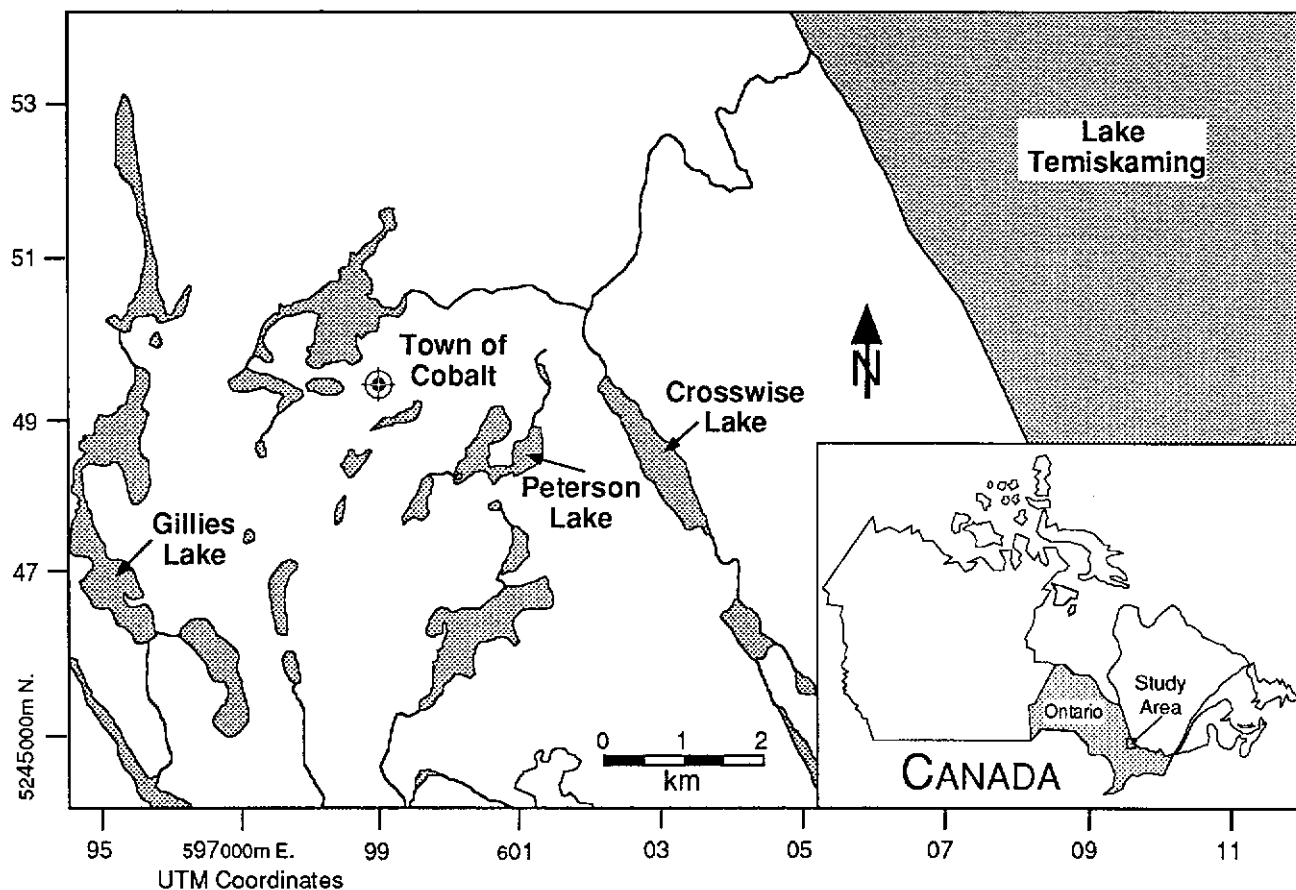 53
51
49
47
5245000m N.
Lake
Temiskaming
N
Town of
Cobalt
Crosswise
Lake
Peterson
Lake
Gillies
Lake
0 1 2
km
Study
Area
Ontario
CANADA
95 597000m E. 99 601 03 05 07 09 11
UTM Coordinates